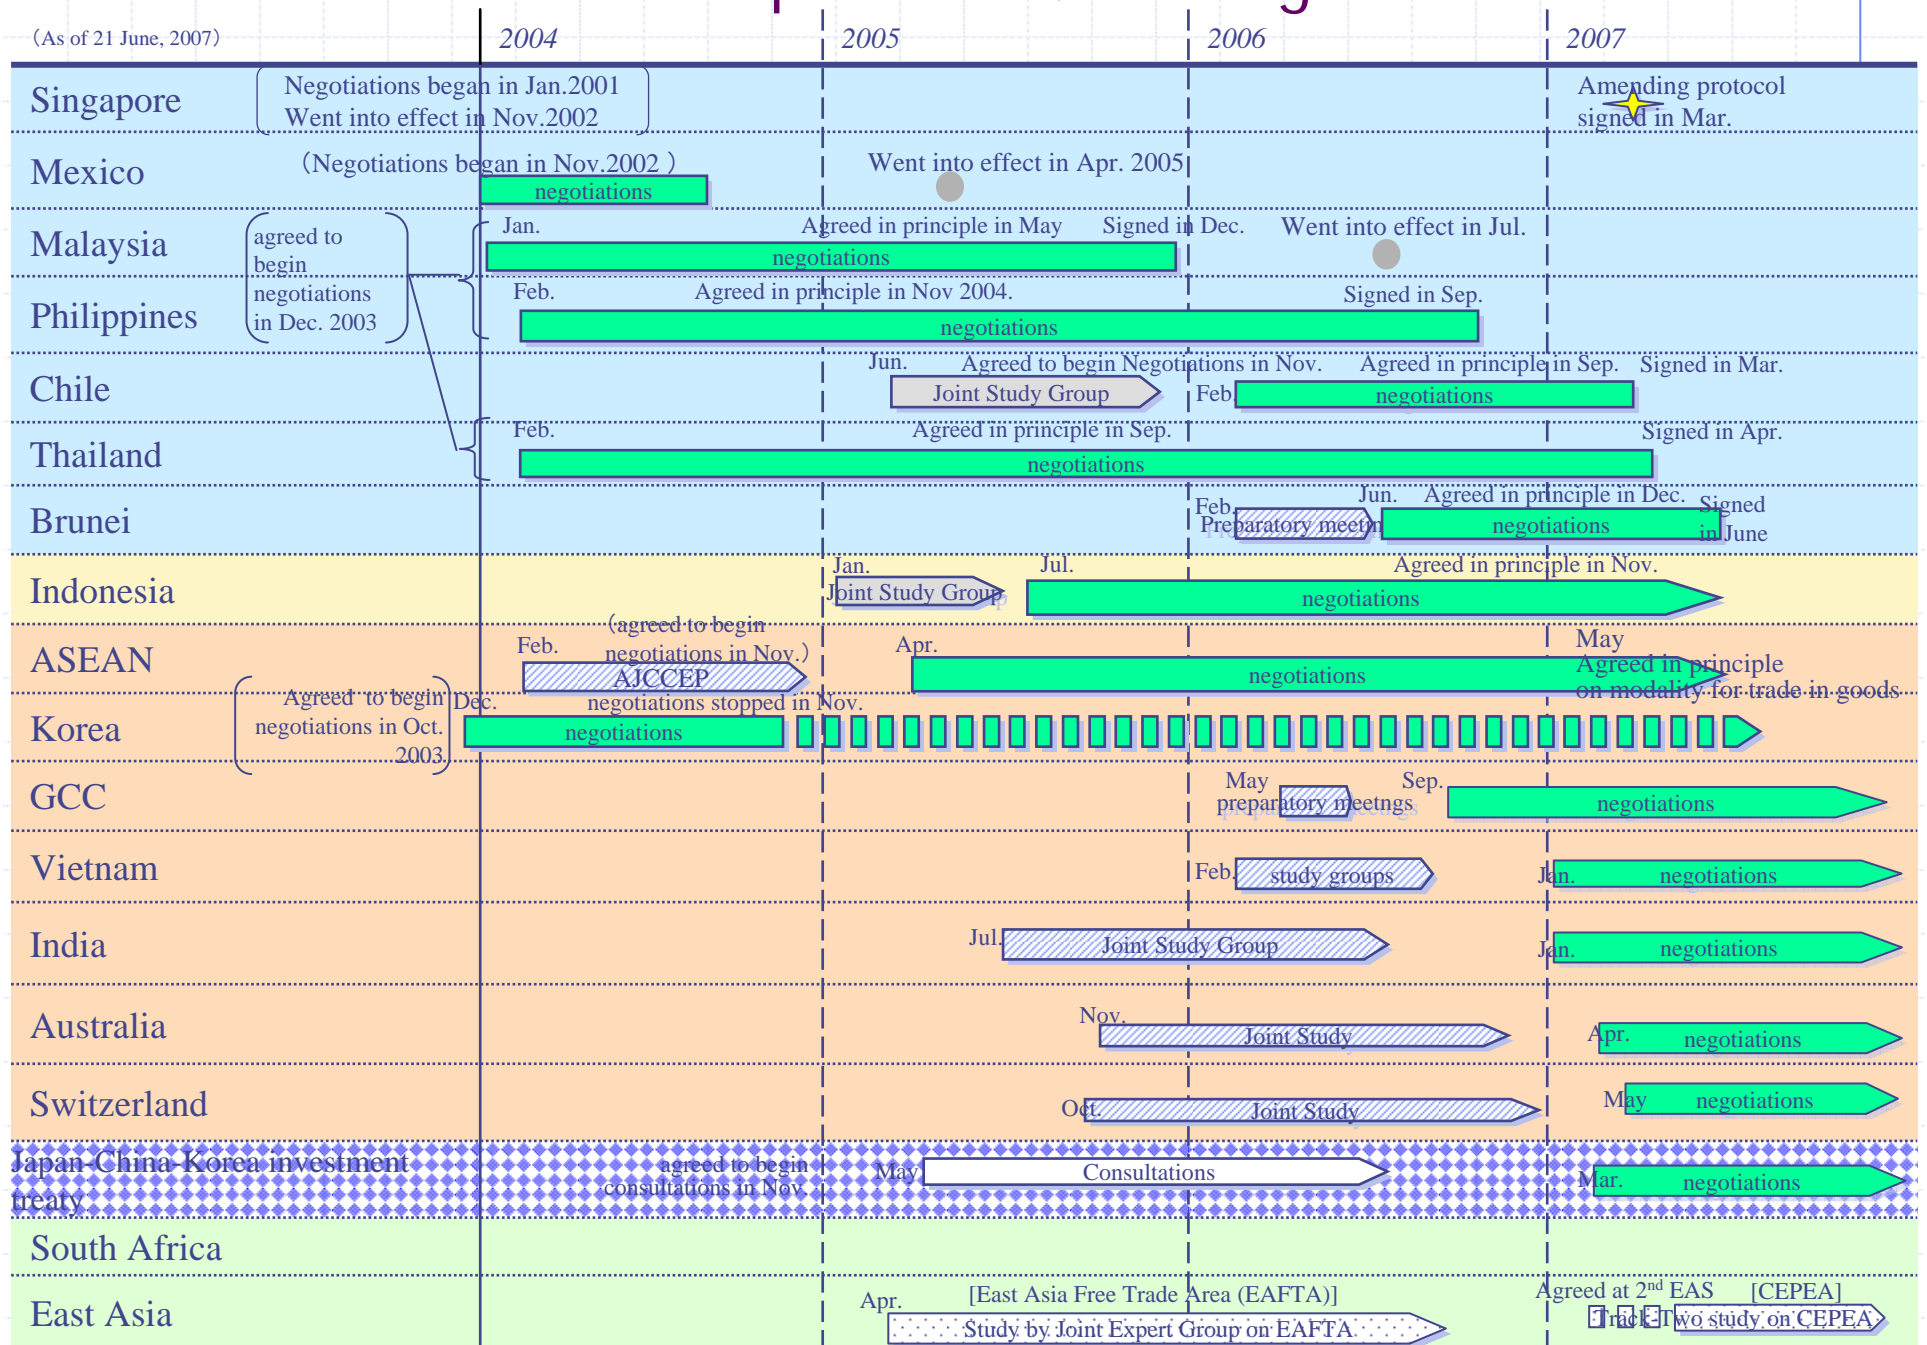 (As of 21 June, 2007)
2004
2005
2006
2007
Singapore
Negotiations began in Jan.2001
Went into effect in Nov.2002
Amending protocol
signed in Mar.
Mexico
(Negotiations began in Nov.2002 )
negotiations
Went into effect in Apr. 2005
Malaysia
agreed to
begin
negotiations
in Dec. 2003
Jan.
Agreed in principle in May
Signed in Dec.
Went into effect in Jul.
negotiations
Philippines
Feb.
Agreed in principle in Nov 2004.
Signed in Sep.
negotiations
Chile
Jun.
Agreed to begin Negotiations in Nov.
Agreed in principle in Sep.
Signed in Mar.
Joint Study Group
Feb.
negotiations
Thailand
Feb.
Agreed in principle in Sep.
Signed in Apr.
negotiations
Brunei
Feb.
Preparatory meetin
Jun.
Agreed in principle in Dec.
Signed
in June
negotiations
Indonesia
Jan.
Joint Study Group
Jul.
Agreed in principle in Nov.
negotiations
ASEAN
Feb.
(agreed to begin
negotiations in Nov.)
AJCCEP
Apr.
negotiations
May
Agreed in principle
on modality for trade in goods
Korea
Agreed to begin
negotiations in Oct.
2003
Dec.
negotiations stopped in Nov.
negotiations
GCC
May
preparatory meetngs
Sep.
negotiations
Vietnam
Feb.
study groups
Jan.
negotiations
India
Jul.
Joint Study Group
Jan.
negotiations
Australia
Nov.
Joint Study
Apr.
negotiations
Switzerland
Oct.
Joint Study
May
negotiations
Japan-China-Korea investment
treaty
agreed to begin
consultations in Nov.
May
Consultations
Mar.
negotiations
South Africa
East Asia
Apr.
[East Asia Free Trade Area (EAFTA)]
Study by Joint Expert Group on EAFTA
Agreed at 2nd EAS
[CEPEA]
Track-Two study on CEPEA